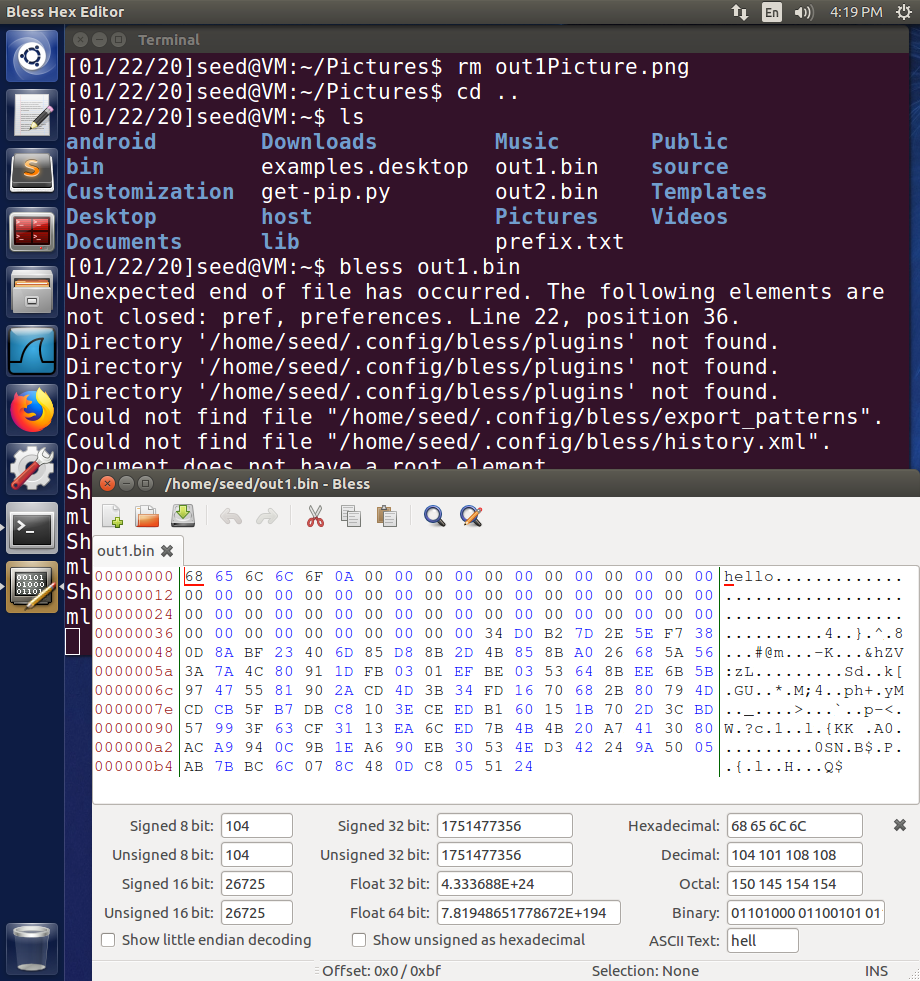 Bless Hex Editor En 4:19 PM
Terminal
[01/22/20]seed@VM:~/Pictures$ rm out1Picture.png
[01/22/20]seed@VM:~/Pictures$ cd ..
[01/22/20]seed@VM:~$ ls
android Downloads Music Public
bin examples.desktop out1.bin source
Customization get-pip.py out2.bin Templates
Desktop host Pictures Videos
Documents lib prefix.txt
[01/22/20]seed@VM:~$ bless out1.bin
Unexpected end of file has occurred. The following elements are
not closed: pref, preferences. Line 22, position 36.
Directory '/home/seed/.config/bless/plugins' not found.
Directory '/home/seed/.config/bless/plugins' not found.
Directory '/home/seed/.config/bless/plugins' not found.
Could not find file "/home/seed/.config/bless/export_patterns".
Could not find file "/home/seed/.config/bless/history.xml".
Document does not have a root element
Sh
ml
Sh
ml
Sh
ml
/home/seed/out1.bin - Bless
out1.bin
00000000 68 65 6C 6C 6F 0A 00 00 00 00 00 00 00 00 00 00 00 00 hello.............
00000012 00 00 00 00 00 00 00 00 00 00 00 00 00 00 00 00 00 00 ..................
00000024 00 00 00 00 00 00 00 00 00 00 00 00 00 00 00 00 00 00 ..................
00000036 00 00 00 00 00 00 00 00 00 00 34 D0 B2 7D 2E 5E F7 38 ..........4..}.^.8
00000048 0D 8A BF 23 40 6D 85 D8 8B 2D 4B 85 8B A0 26 68 5A 56 ...#@m...-K...&hZV
0000005a 3A 7A 4C 80 91 1D FB 03 01 EF BE 03 53 64 8B EE 6B 5B :zL.........Sd..k[
0000006c 97 47 55 81 90 2A CD 4D 3B 34 FD 16 70 68 2B 80 79 4D .GU..*.M;4..ph+.yM
0000007e CD CB 5F B7 DB C8 10 3E CE ED B1 60 15 1B 70 2D 3C BD .._....>...`..p-<.
00000090 57 99 3F 63 CF 31 13 EA 6C ED 7B 4B 4B 20 A7 41 30 80 W.?c.1..l.{KK .A0.
000000a2 AC A9 94 0C 9B 1E A6 90 EB 30 53 4E D3 42 24 9A 50 05 .........0SN.B$.P.
000000b4 AB 7B BC 6C 07 8C 48 0D C8 05 51 24 .{.l..H...Q$
Signed 8 bit: 104 Signed 32 bit: 1751477356 Hexadecimal: 68 65 6C 6C
Unsigned 8 bit: 104 Unsigned 32 bit: 1751477356 Decimal: 104 101 108 108
Signed 16 bit: 26725 Float 32 bit: 4.333688E+24 Octal: 150 145 154 154
Unsigned 16 bit: 26725 Float 64 bit: 7.81948651778672E+194 Binary: 01101000 01100101 01
Show little endian decoding Show unsigned as hexadecimal ASCII Text: hell
Offset: 0x0 / 0xbf Selection: None INS